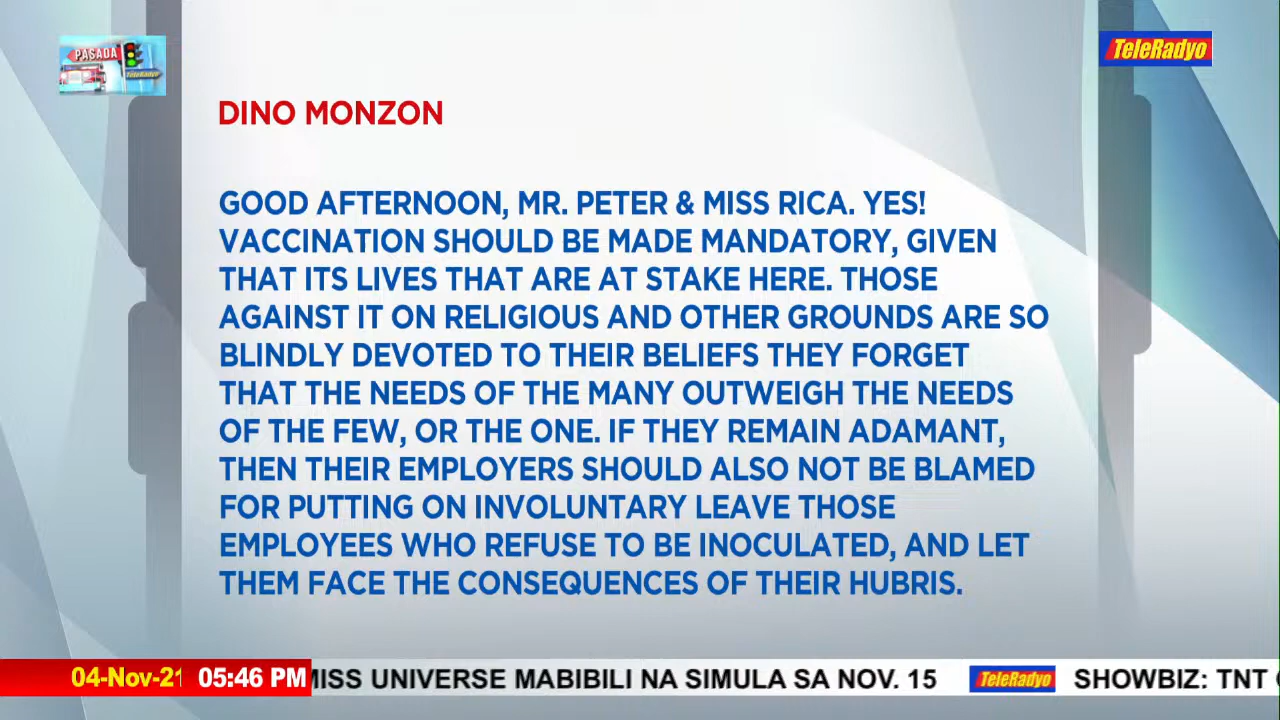 PASADA
TeleRadyo
TeleRadyo
DINO MONZON
GOOD AFTERNOON, MR. PETER & MISS RICA. YES!
VACCINATION SHOULD BE MADE MANDATORY, GIVEN
THAT ITS LIVES THAT ARE AT STAKE HERE. THOSE
AGAINST IT ON RELIGIOUS AND OTHER GROUNDS ARE SO
BLINDLY DEVOTED TO THEIR BELIEFS THEY FORGET
THAT THE NEEDS OF THE MANY OUTWEIGH THE NEEDS
OF THE FEW, OR THE ONE. IF THEY REMAIN ADAMANT,
THEN THEIR EMPLOYERS SHOULD ALSO NOT BE BLAMED
FOR PUTTING ON INVOLUNTARY LEAVE THOSE
EMPLOYEES WHO REFUSE TO BE INOCULATED, AND LET
THEM FACE THE CONSEQUENCES OF THEIR HUBRIS.
04-Nov-21 05:46 PM MISS UNIVERSE MABIBILI NA SIMULA SA NOV. 15 TeleRadyo SHOWBIZ: TNT